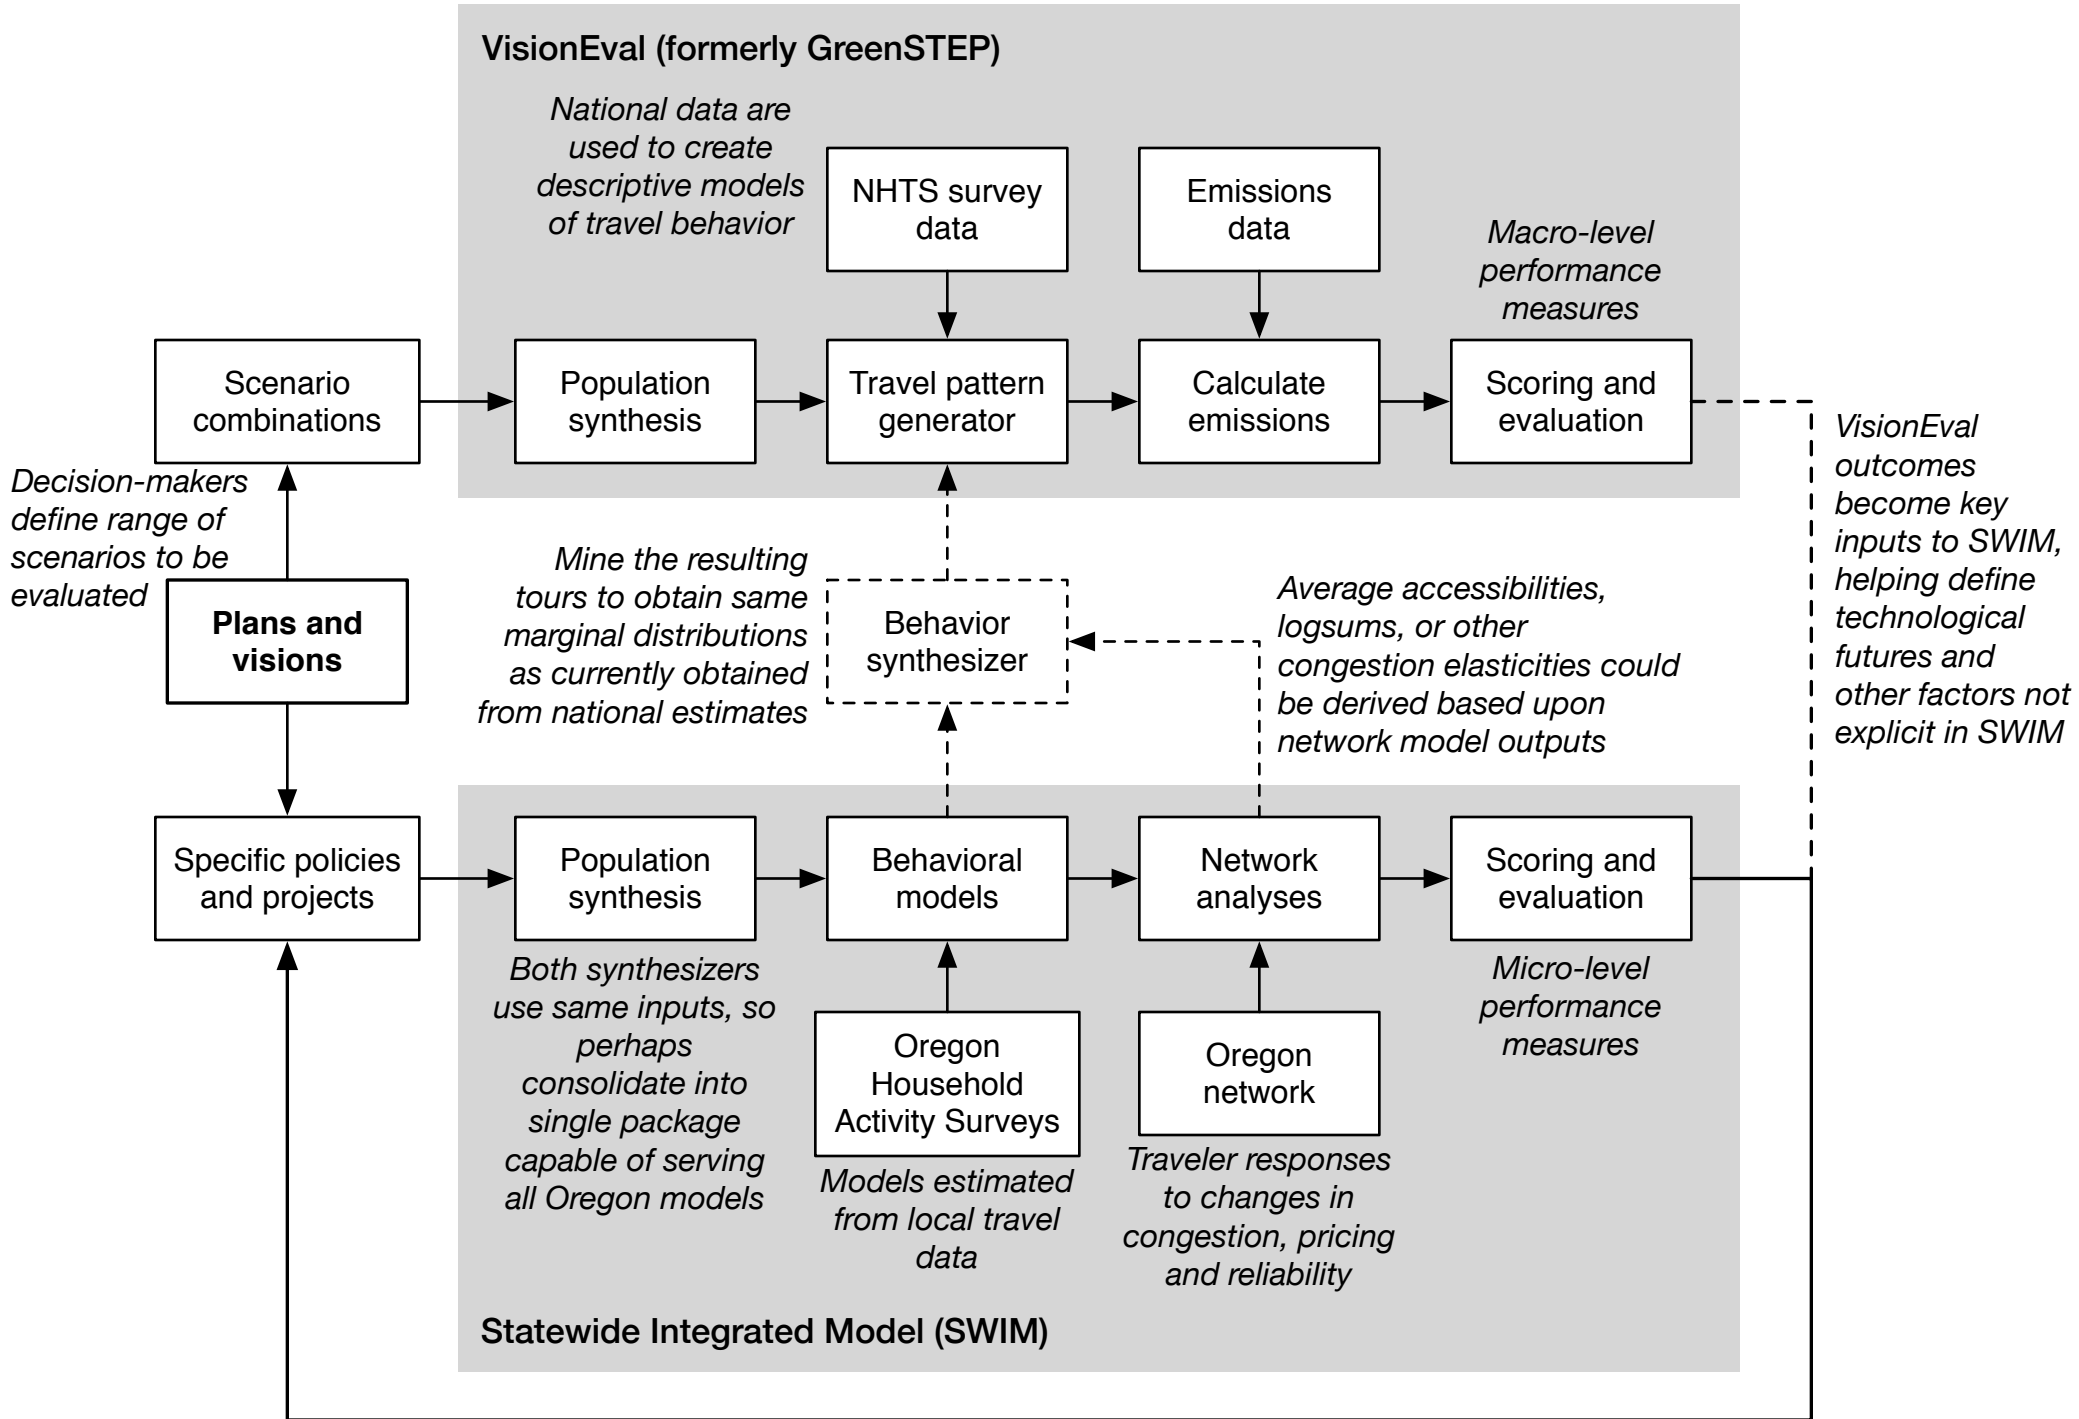 VisionEval (formerly GreenSTEP)
National data are
used to create
descriptive models
of travel behavior
NHTS survey
data
Emissions
data
Macro-level
performance
measures
Scenario
combinations
Population
synthesis
Travel pattern
generator
Calculate
emissions
Scoring and
evaluation
Decision-makers
define range of
scenarios to be
evaluated
Plans and
visions
Mine the resulting
tours to obtain same
marginal distributions
as currently obtained
from national estimates
Behavior
synthesizer
Average accessibilities,
logsums, or other
congestion elasticities could
be derived based upon
network model outputs
VisionEval
outcomes
become key
inputs to SWIM,
helping define
technological
futures and
other factors not
explicit in SWIM
Specific policies
and projects
Population
synthesis
Behavioral
models
Network
analyses
Scoring and
evaluation
Both synthesizers
use same inputs, so
perhaps
consolidate into
single package
capable of serving
all Oregon models
Oregon
Household
Activity Surveys
Models estimated
from local travel
data
Oregon
network
Traveler responses
to changes in
congestion, pricing
and reliability
Micro-level
performance
measures
Statewide Integrated Model (SWIM)